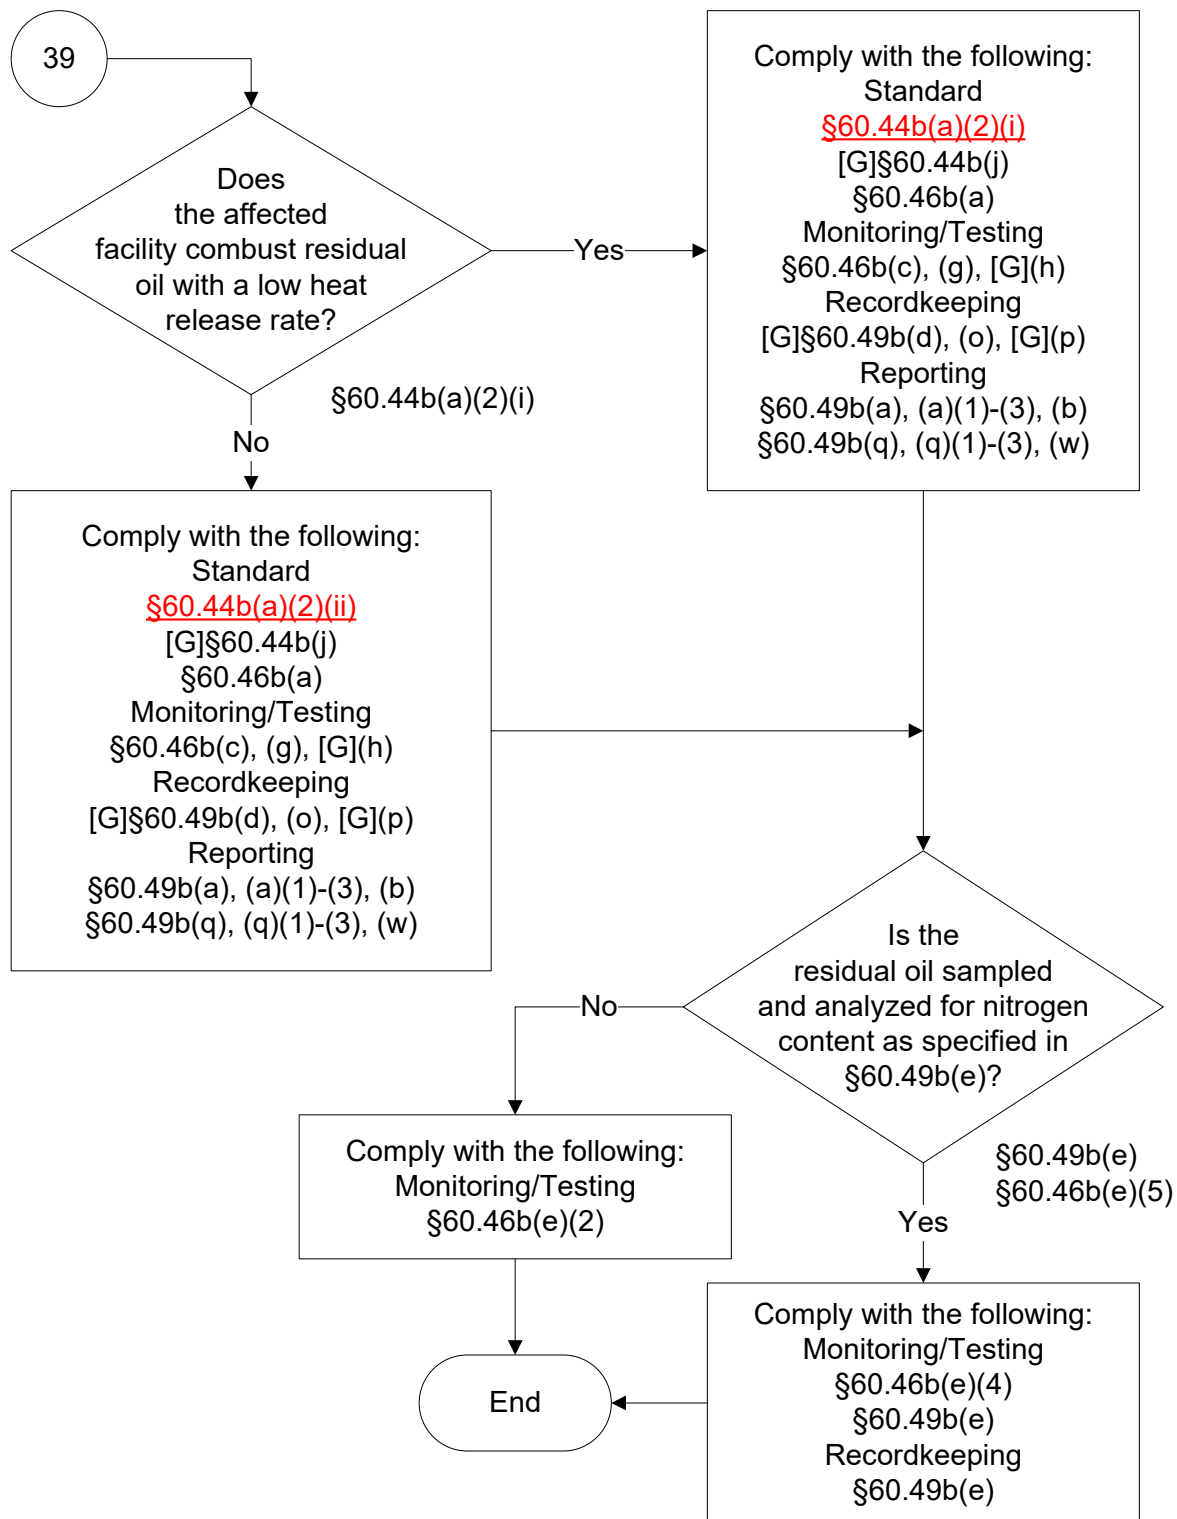 39
Does
the affected
facility combust residual
oil with a low heat
release rate?
§60.44b(a)(2)(i)
Yes
No
Comply with the following:
Standard
§60.44b(a)(2)(i)
[G]§60.44b(j)
§60.46b(a)
Monitoring/Testing
§60.46b(c), (g), [G](h)
Recordkeeping
[G]§60.49b(d), (o), [G](p)
Reporting
§60.49b(a), (a)(1)-(3), (b)
§60.49b(q), (q)(1)-(3), (w)
Comply with the following:
Standard
§60.44b(a)(2)(ii)
[G]§60.44b(j)
§60.46b(a)
Monitoring/Testing
§60.46b(c), (g), [G](h)
Recordkeeping
[G]§60.49b(d), (o), [G](p)
Reporting
§60.49b(a), (a)(1)-(3), (b)
§60.49b(q), (q)(1)-(3), (w)
Is the
residual oil sampled
and analyzed for nitrogen
content as specified in
§60.49b(e)?
§60.49b(e)
§60.46b(e)(5)
No
Yes
Comply with the following:
Monitoring/Testing
§60.46b(e)(2)
Comply with the following:
Monitoring/Testing
§60.46b(e)(4)
§60.49b(e)
Recordkeeping
§60.49b(e)
End